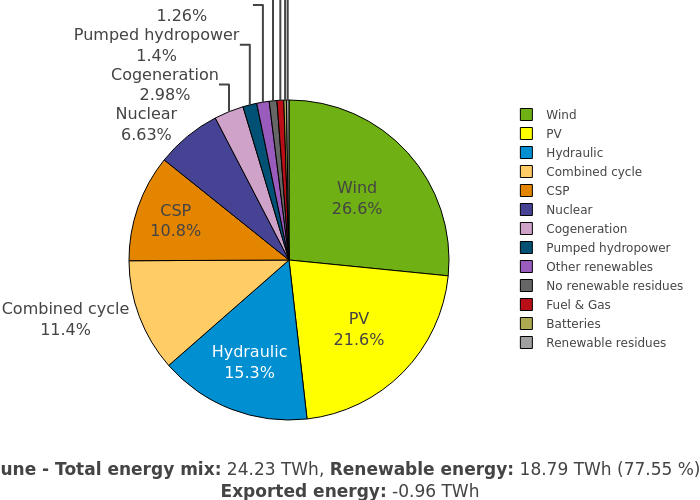 1.26%
Pumped hydropower
1.4%
Cogeneration
2.98%
Nuclear
6.63%
CSP
10.8%
Combined cycle
11.4%
Hydraulic
15.3%
PV
21.6%
Wind
26.6%
Wind
PV
Hydraulic
Combined cycle
CSP
Nuclear
Cogeneration
Pumped hydropower
Other renewables
No renewable residues
Fuel & Gas
Batteries
Renewable residues
une - Total energy mix: 24.23 TWh, Renewable energy: 18.79 TWh (77.55 %)
Exported energy: -0.96 TWh